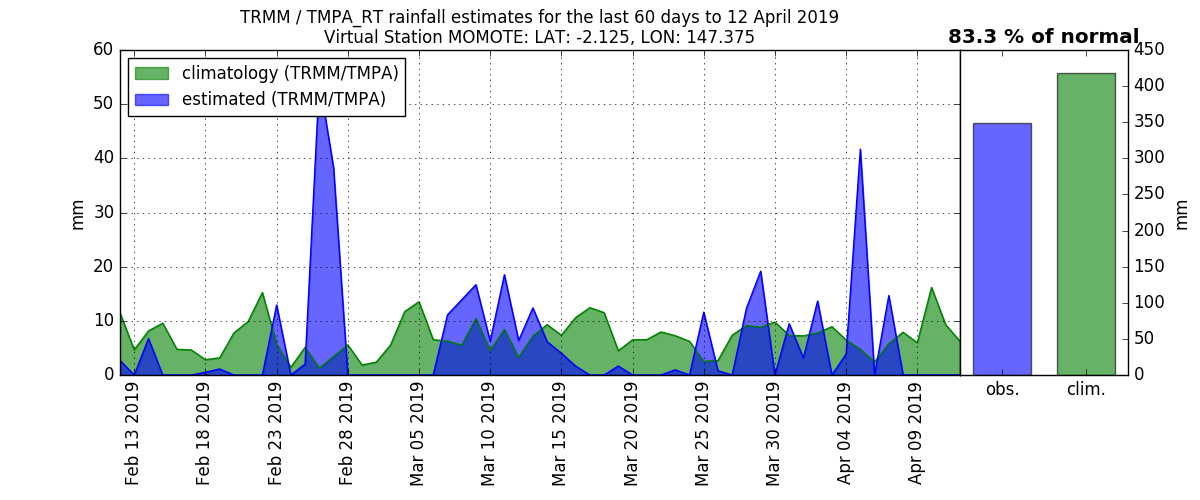 TRMM / TMPA_RT rainfall estimates for the last 60 days to 12 April 2019
Virtual Station MOMOTE: LAT: -2.125, LON: 147.375
83.3 % of normal
climatology (TRMM/TMPA)
estimated (TRMM/TMPA)
mm
60
50
40
30
20
10
0
Feb 13 2019
Feb 18 2019
Feb 23 2019
Feb 28 2019
Mar 05 2019
Mar 10 2019
Mar 15 2019
Mar 20 2019
Mar 25 2019
Mar 30 2019
Apr 04 2019
Apr 09 2019
450
400
350
300
250
200
150
100
50
0
mm
obs.
clim.